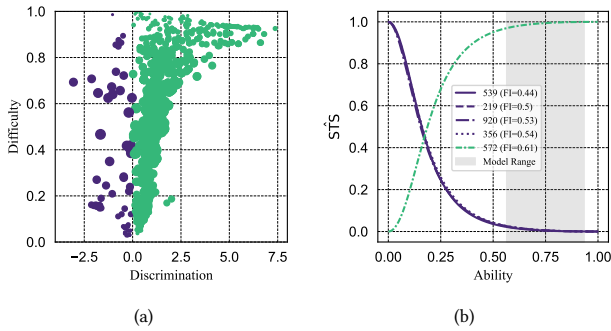 1.0
0.8
0.6
0.4
0.2
0.0
Difficulty
−2.5 0.0 2.5 5.0 7.5
Discrimination
(a)
1.0
0.8
0.6
0.4
0.2
0.0
ST̂S
539 (FI=0.44)
219 (FI=0.5)
920 (FI=0.53)
356 (FI=0.54)
572 (FI=0.61)
Model Range
0.00 0.25 0.50 0.75 1.00
Ability
(b)